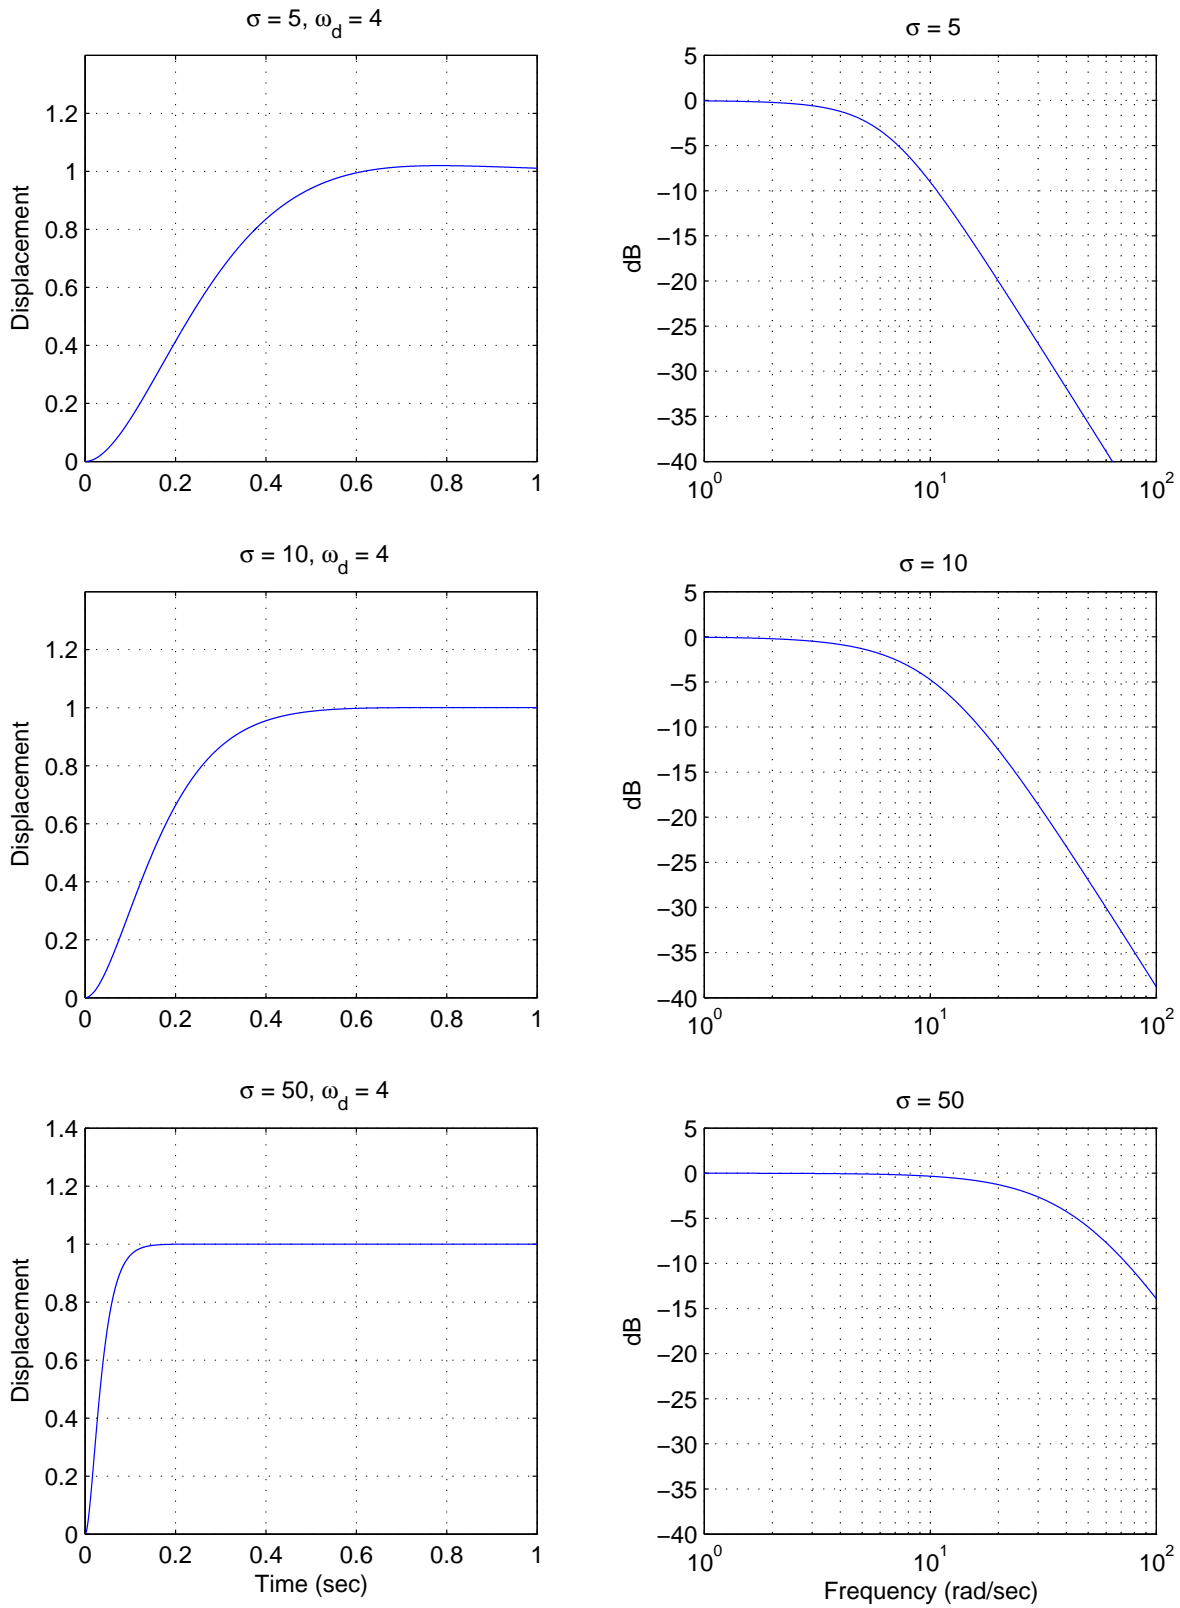 σ = 5, ω_d = 4
1.2
1
0.8
0.6
0.4
0.2
0
0 0.2 0.4 0.6 0.8 1
Displacement
σ = 5
5
0
−5
−10
−15
−20
−25
−30
−35
−40
10^0 10^1 10^2
dB
σ = 10, ω_d = 4
1.2
1
0.8
0.6
0.4
0.2
0
0 0.2 0.4 0.6 0.8 1
Displacement
σ = 10
5
0
−5
−10
−15
−20
−25
−30
−35
−40
10^0 10^1 10^2
dB
σ = 50, ω_d = 4
1.4
1.2
1
0.8
0.6
0.4
0.2
0
0 0.2 0.4 0.6 0.8 1
Displacement
Time (sec)
σ = 50
5
0
−5
−10
−15
−20
−25
−30
−35
−40
10^0 10^1 10^2
dB
Frequency (rad/sec)